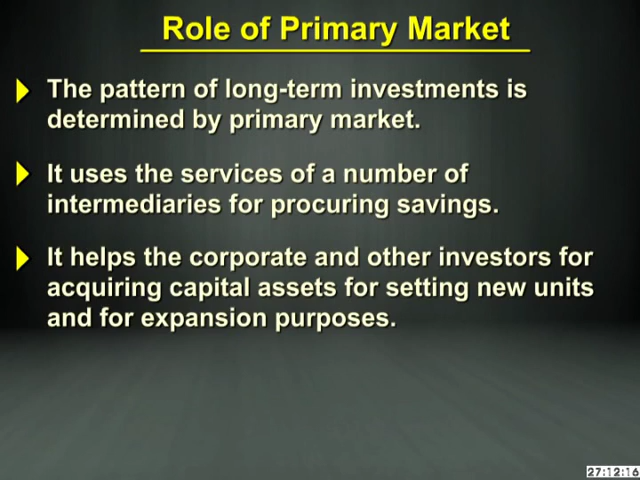 Role of Primary Market
The pattern of long-term investments is
determined by primary market.
It uses the services of a number of
intermediaries for procuring savings.
It helps the corporate and other investors for
acquiring capital assets for setting new units
and for expansion purposes.
27:12:16